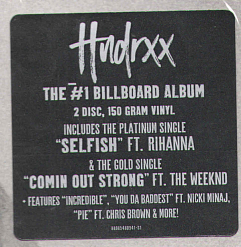 Hndrxx
THE #1 BILLBOARD ALBUM
2 DISC, 150 GRAM VINYL
INCLUDES THE PLATINUM SINGLE
"SELFISH" FT. RIHANNA
& THE GOLD SINGLE
"COMIN OUT STRONG" FT. THE WEEKND
+ FEATURES "INCREDIBLE", "YOU DA BADDEST" FT. NICKI MINAJ,
"PIE" FT. CHRIS BROWN & MORE!